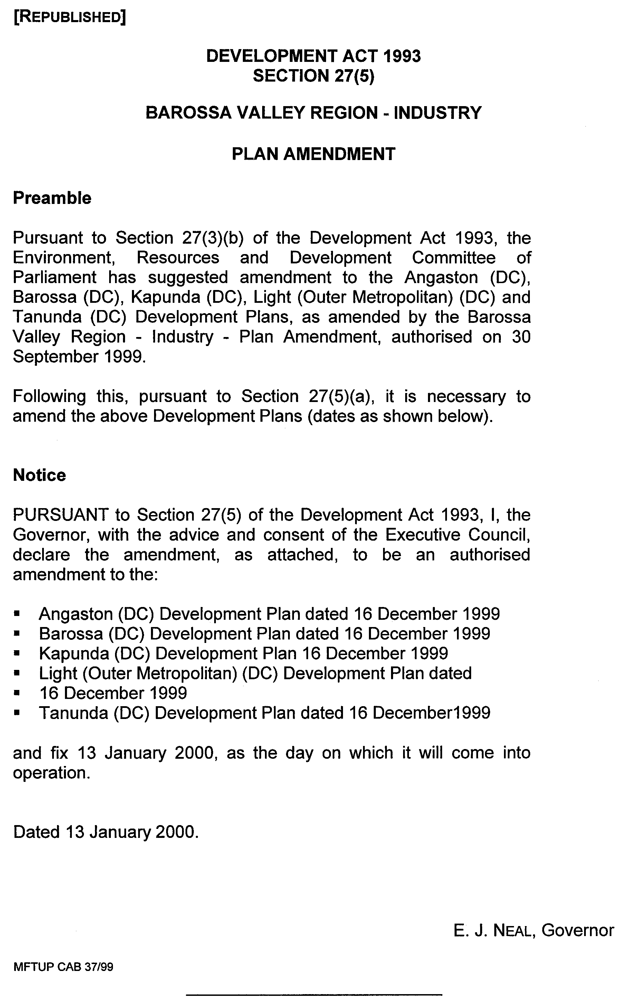 [REPUBLISHED]
DEVELOPMENT ACT 1993
SECTION 27(5)
BAROSSA VALLEY REGION - INDUSTRY
PLAN AMENDMENT
Preamble
Pursuant to Section 27(3)(b) of the Development Act 1993, the
Environment, Resources and Development Committee of
Parliament has suggested amendment to the Angaston (DC),
Barossa (DC), Kapunda (DC), Light (Outer Metropolitan) (DC) and
Tanunda (DC) Development Plans, as amended by the Barossa
Valley Region - Industry - Plan Amendment, authorised on 30
September 1999.
Following this, pursuant to Section 27(5)(a), it is necessary to
amend the above Development Plans (dates as shown below).
Notice
PURSUANT to Section 27(5) of the Development Act 1993, I, the
Governor, with the advice and consent of the Executive Council,
declare the amendment, as attached, to be an authorised
amendment to the:
▪ Angaston (DC) Development Plan dated 16 December 1999
▪ Barossa (DC) Development Plan dated 16 December 1999
▪ Kapunda (DC) Development Plan 16 December 1999
▪ Light (Outer Metropolitan) (DC) Development Plan dated
▪ 16 December 1999
▪ Tanunda (DC) Development Plan dated 16 December1999
and fix 13 January 2000, as the day on which it will come into
operation.
Dated 13 January 2000.
E. J. NEAL, Governor
MFTUP CAB 37/99